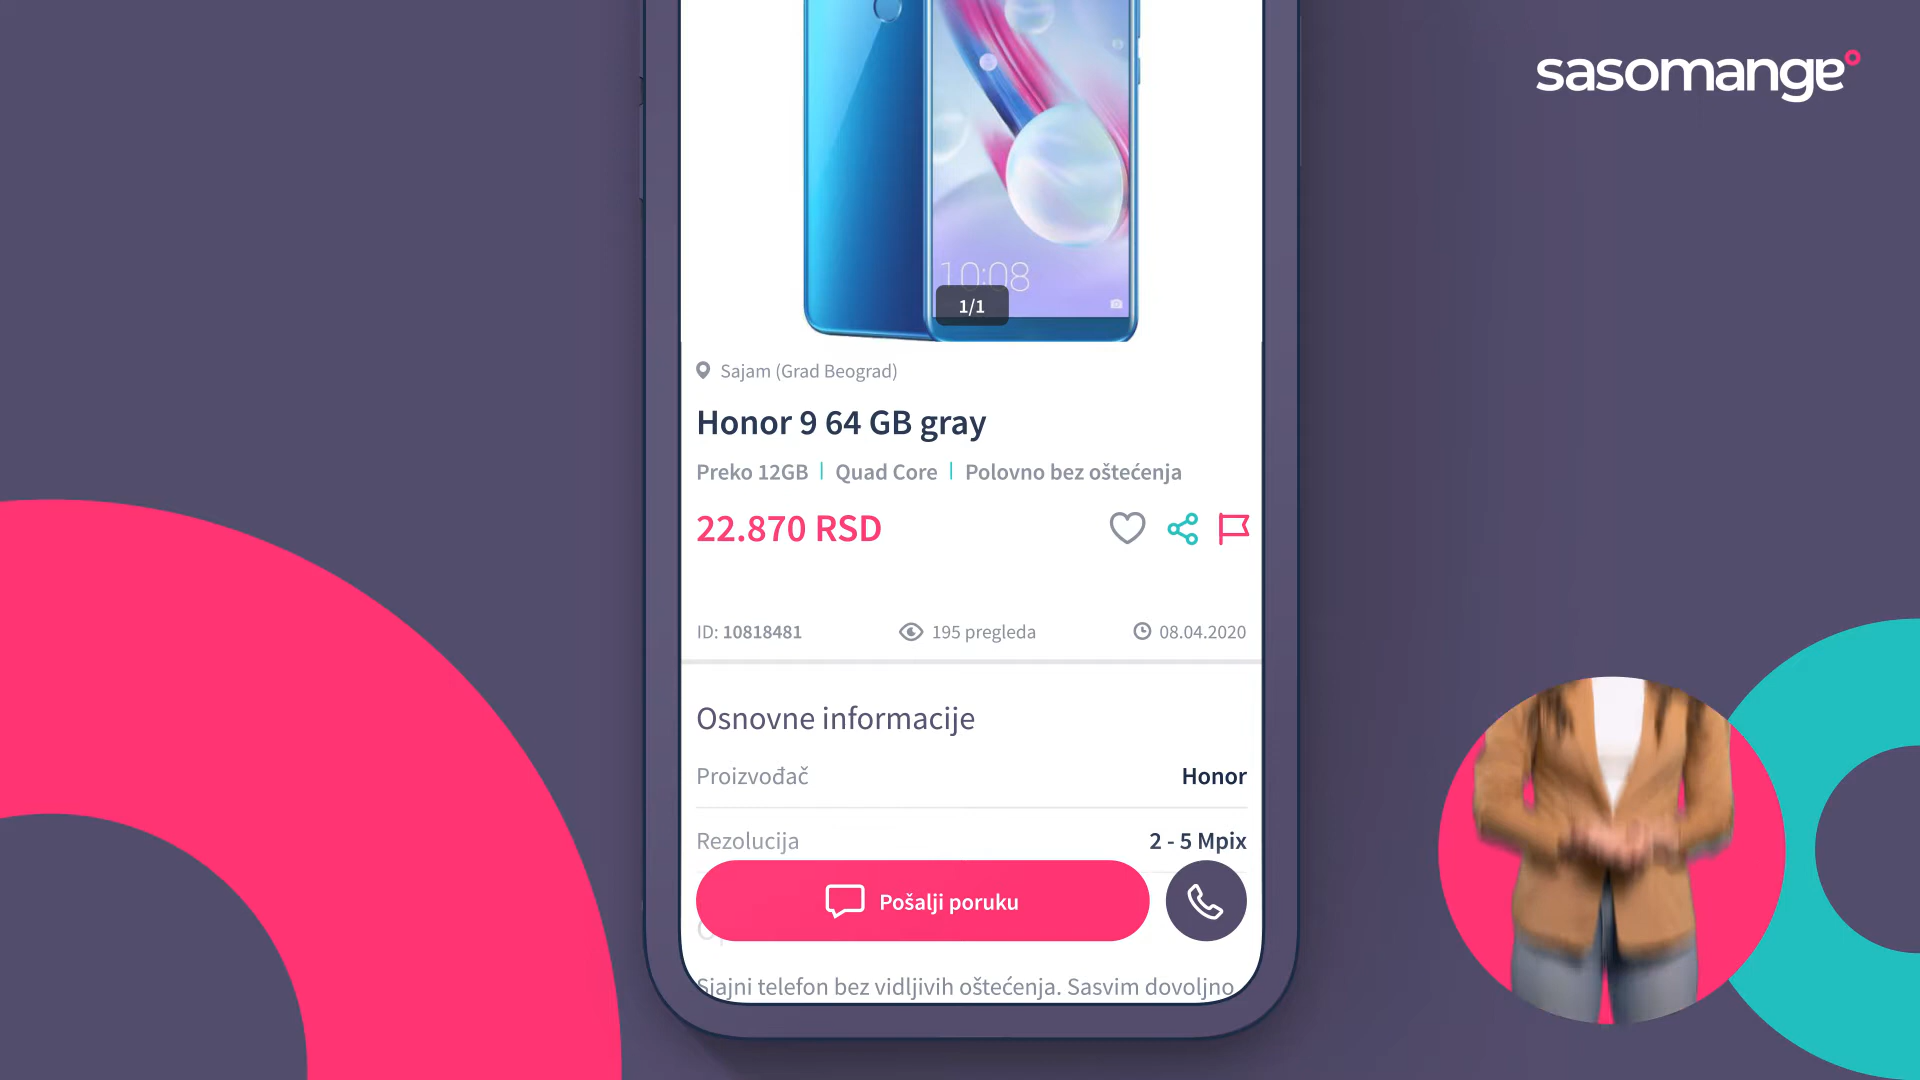 sasomange
10:08
1/1
Sajam (Grad Beograd)
Honor 9 64 GB gray
Preko 12GB | Quad Core | Polovno bez oštećenja
22.870 RSD
ID: 10818481 195 pregleda 08.04.2020
Osnovne informacije
Proizvođač Honor
Rezolucija 2 - 5 Mpix
Pošalji poruku
Sjajni telefon bez vidljivih oštećenja. Sasvim dovoljno